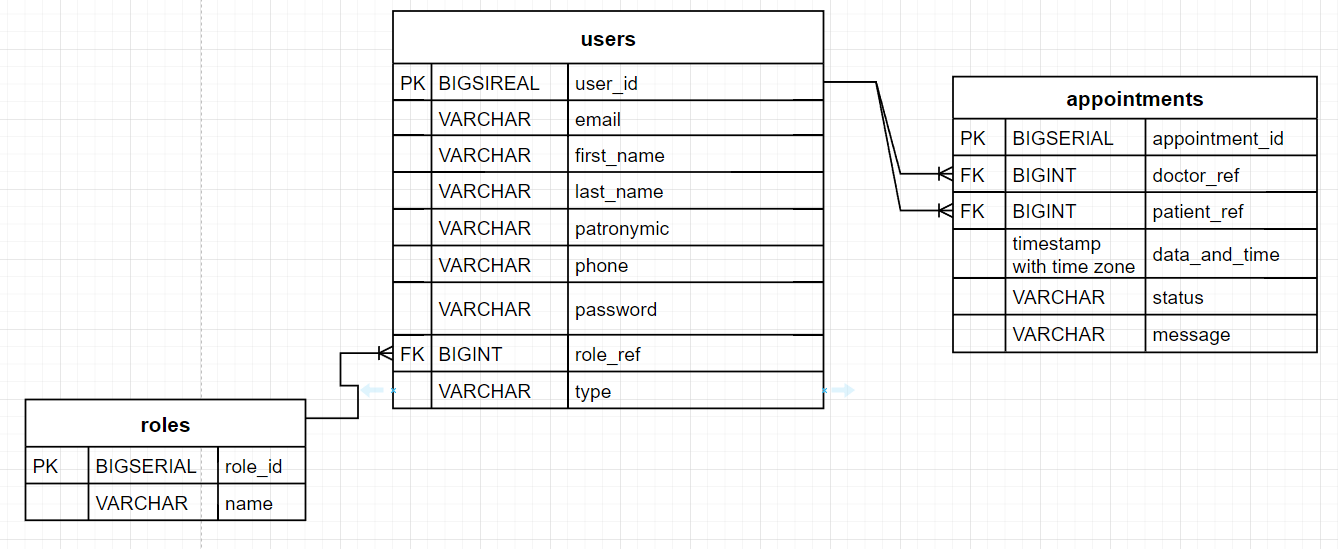 users
PK BIGSIREAL user_id
VARCHAR email
VARCHAR first_name
VARCHAR last_name
VARCHAR patronymic
VARCHAR phone
VARCHAR password
FK BIGINT role_ref
VARCHAR type
appointments
PK BIGSERIAL appointment_id
FK BIGINT doctor_ref
FK BIGINT patient_ref
timestamp
with time zone data_and_time
VARCHAR status
VARCHAR message
roles
PK BIGSERIAL role_id
VARCHAR name